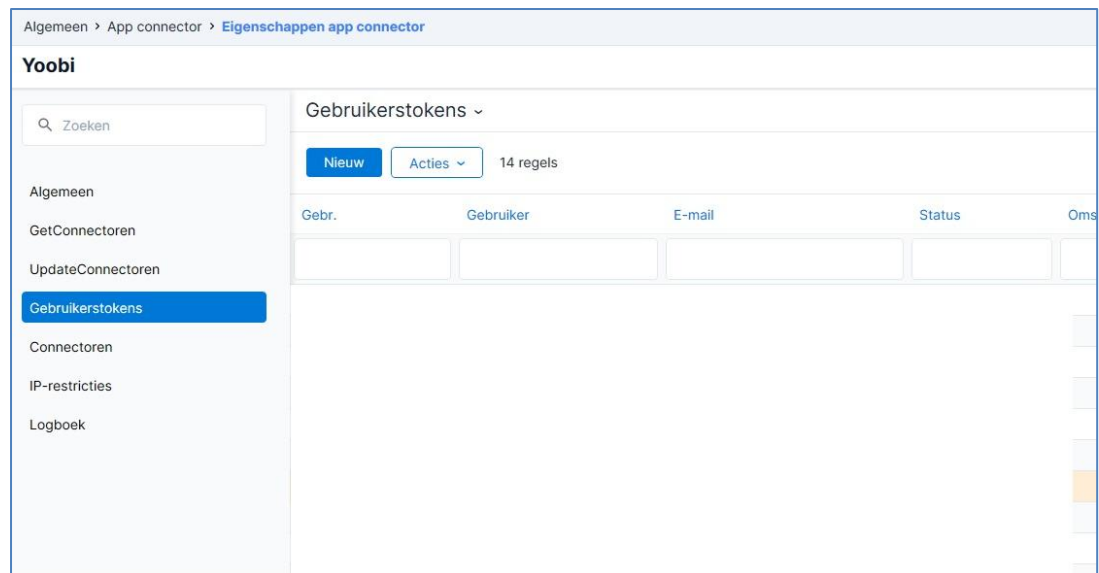 Algemeen > App connector > Eigenschappen app connector
Yoobi
Zoeken
Algemeen
GetConnectoren
UpdateConnectoren
Gebruikerstokens
Connectoren
IP-restricties
Logboek
Gebruikerstokens
Nieuw Acties 14 regels
Gebr. Gebruiker E-mail Status Oms